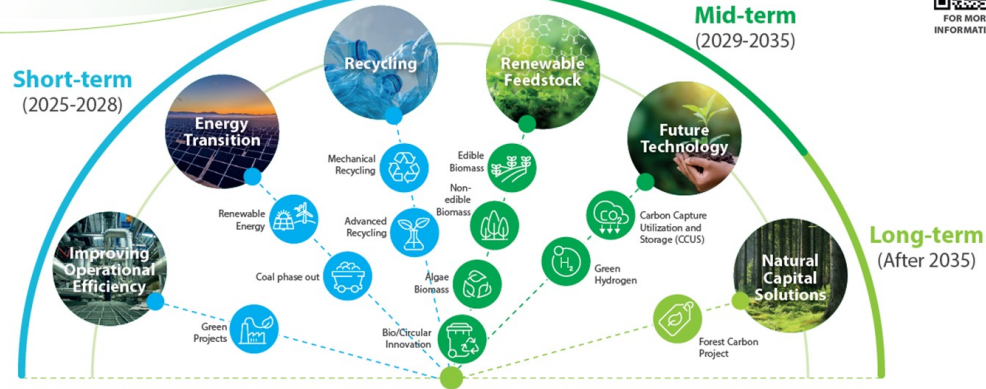 Mid-term
(2029-2035)
FOR MOR
INFORMATI
Short-term
(2025-2028)
Recycling
Renewable
Feedstock
Energy
Transition
Future
Technology
Mechanical
Recycling
Edible
Biomass
Non-
edible
Biomass
Renewable
Energy
Advanced
Recycling
CO2
Carbon Capture
Utilization and
Storage (CCUS)
Long-term
(After 2035)
Improving
Operational
Efficiency
Coal phase out
Algae
Biomass
H2
Green
Hydrogen
Natural
Capital
Solutions
Green
Projects
Bio/Circular
Innovation
Forest Carbon
Project